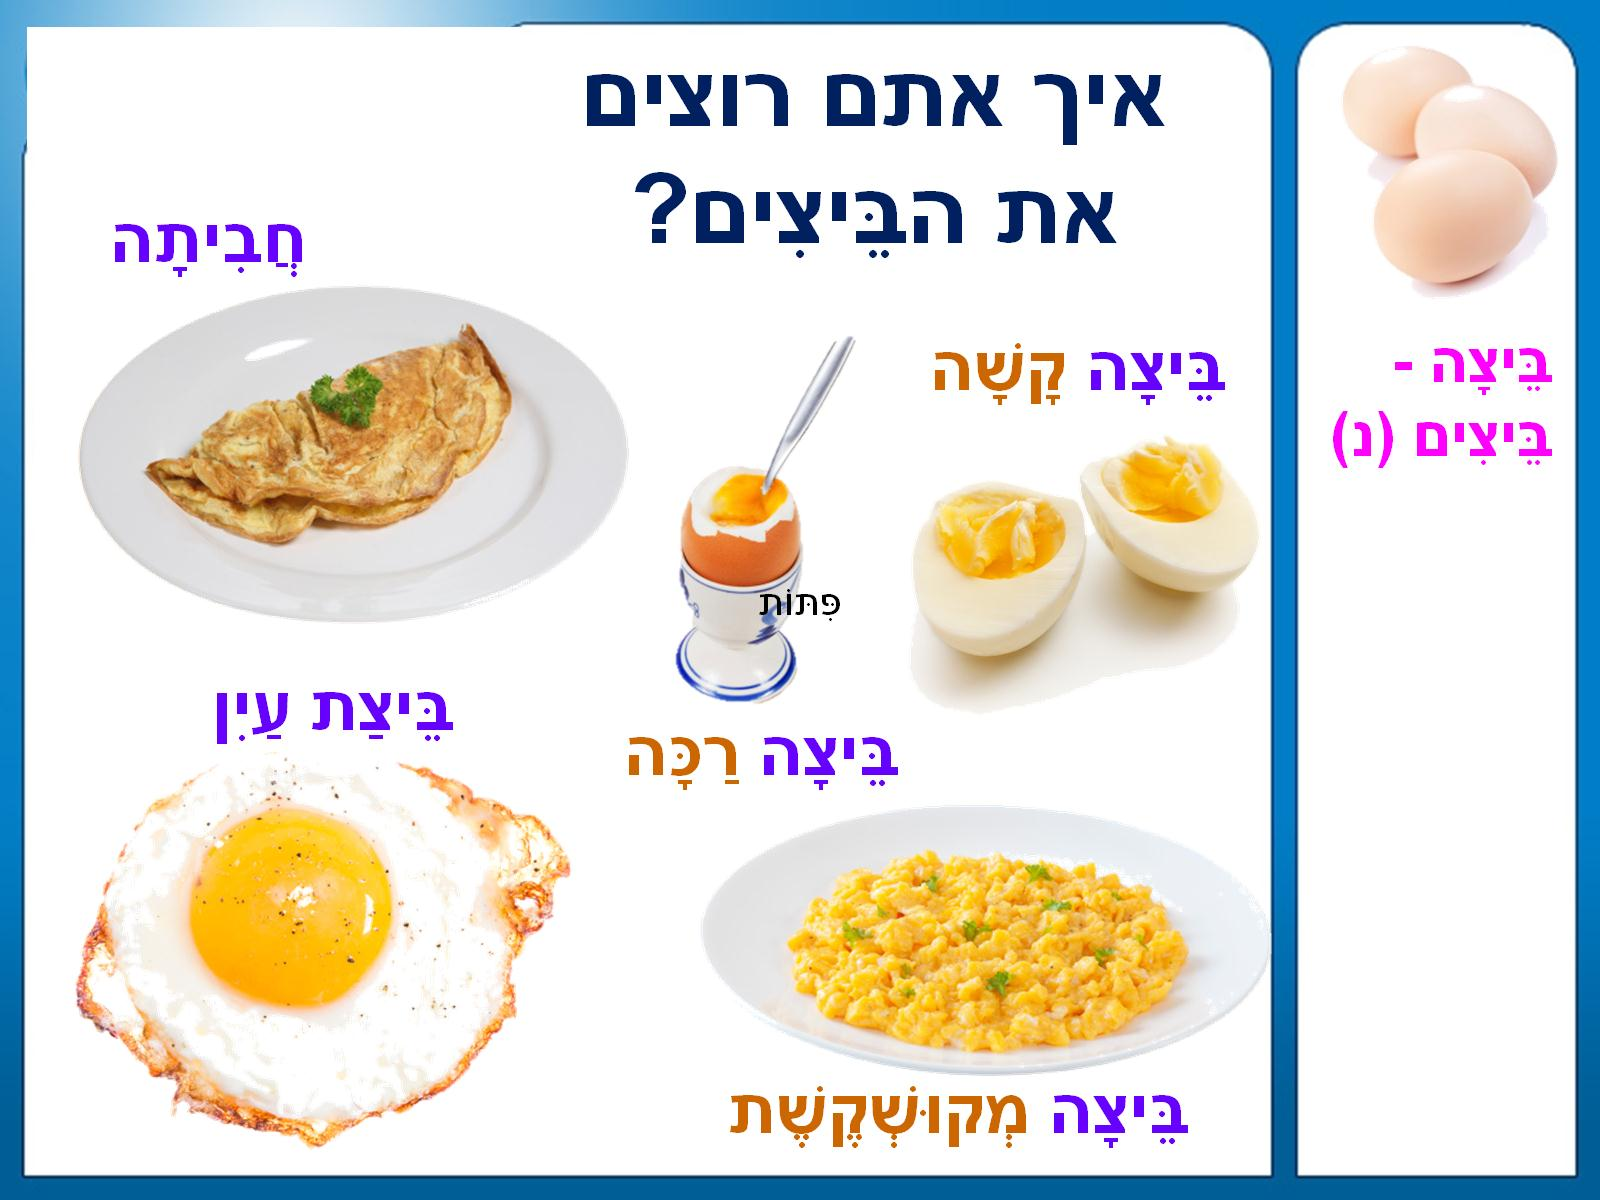 איך אתם רוצים
את הבֵּיצִים?
בֵּיצָה -
בֵּיצִים (נ)
חֲבִיתָה
בֵּיצָה קָשָׁה
פִּתּוֹת
בֵּיצַת עַיִן
בֵּיצָה רַכָּה
בֵּיצָה מְקוּשְׁקֶשֶׁת